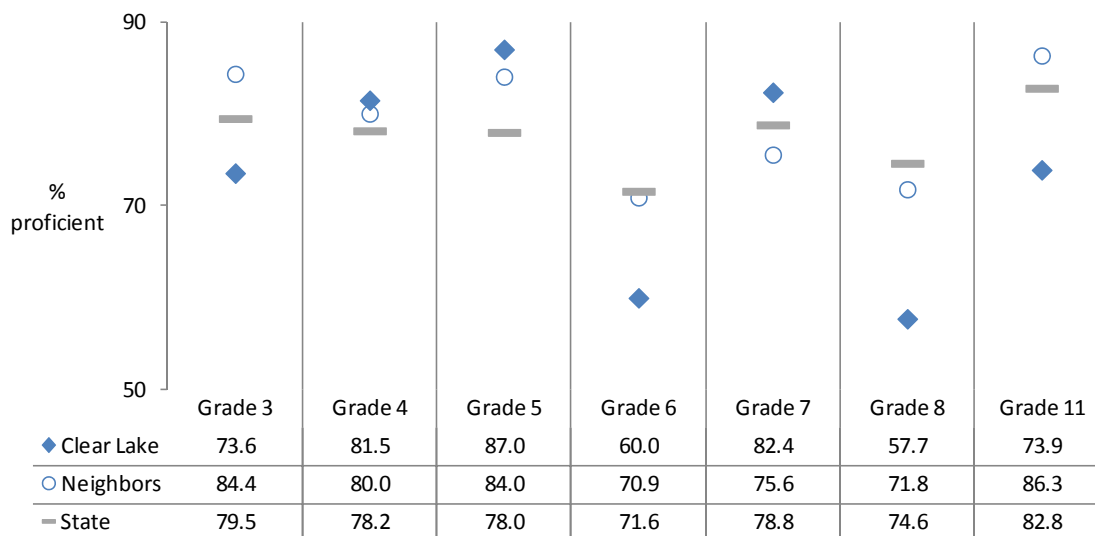 90
70
50
%
proficient
Grade 3 Grade 4 Grade 5 Grade 6 Grade 7 Grade 8 Grade 11
Clear Lake 73.6 81.5 87.0 60.0 82.4 57.7 73.9
Neighbors 84.4 80.0 84.0 70.9 75.6 71.8 86.3
State 79.5 78.2 78.0 71.6 78.8 74.6 82.8